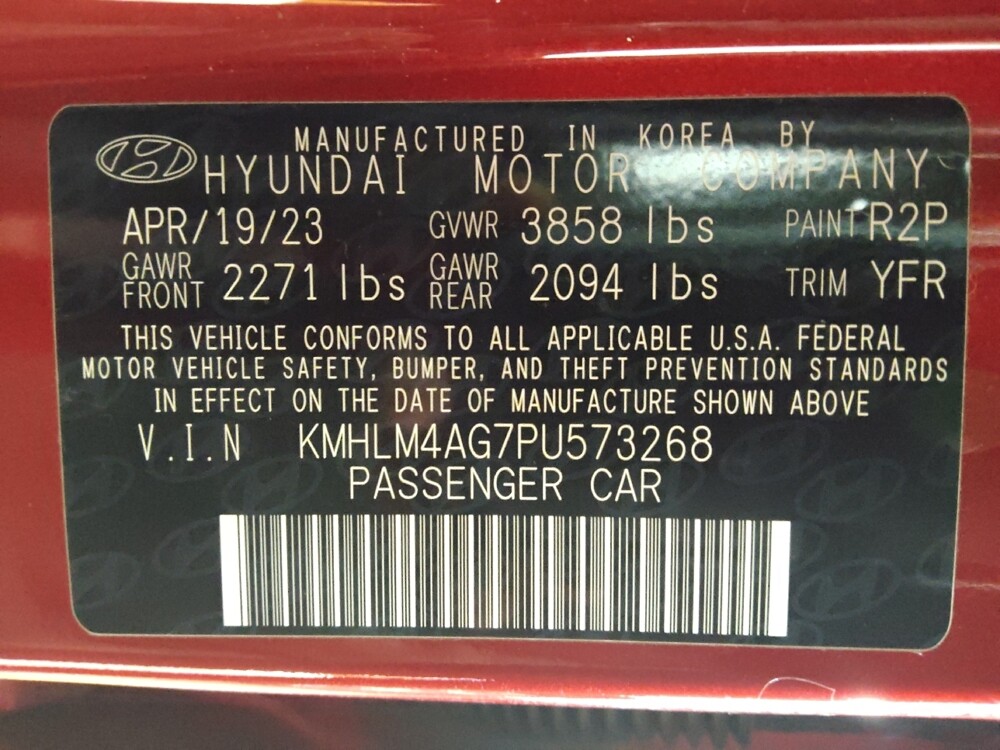 MANUFACTURED IN KOREA BY
HYUNDAI MOTOR COMPANY
APR/19/23 GVWR 3858 lbs PAINT R2P
GAWR FRONT 2271 lbs GAWR REAR 2094 lbs TRIM YFR
THIS VEHICLE CONFORMS TO ALL APPLICABLE U.S.A. FEDERAL
MOTOR VEHICLE SAFETY, BUMPER, AND THEFT PREVENTION STANDARDS
IN EFFECT ON THE DATE OF MANUFACTURE SHOWN ABOVE
V.I.N KMHLM4AG7PU573268
PASSENGER CAR